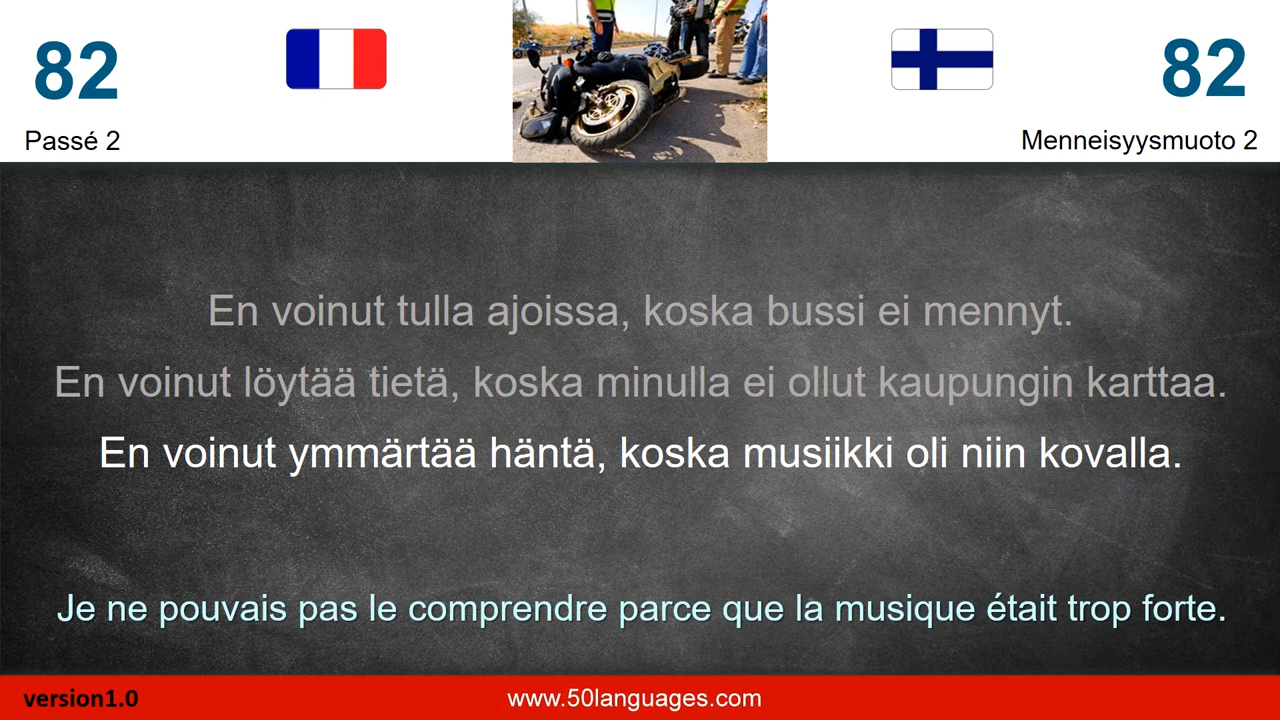 82
82
Passé 2
Menneisyysmuoto 2
En voinut tulla ajoissa, koska bussi ei mennyt.
En voinut löytää tietä, koska minulla ei ollut kaupungin karttaa.
En voinut ymmärtää häntä, koska musiikki oli niin kovalla.
Je ne pouvais pas le comprendre parce que la musique était trop forte.
version1.0
www.50languages.com